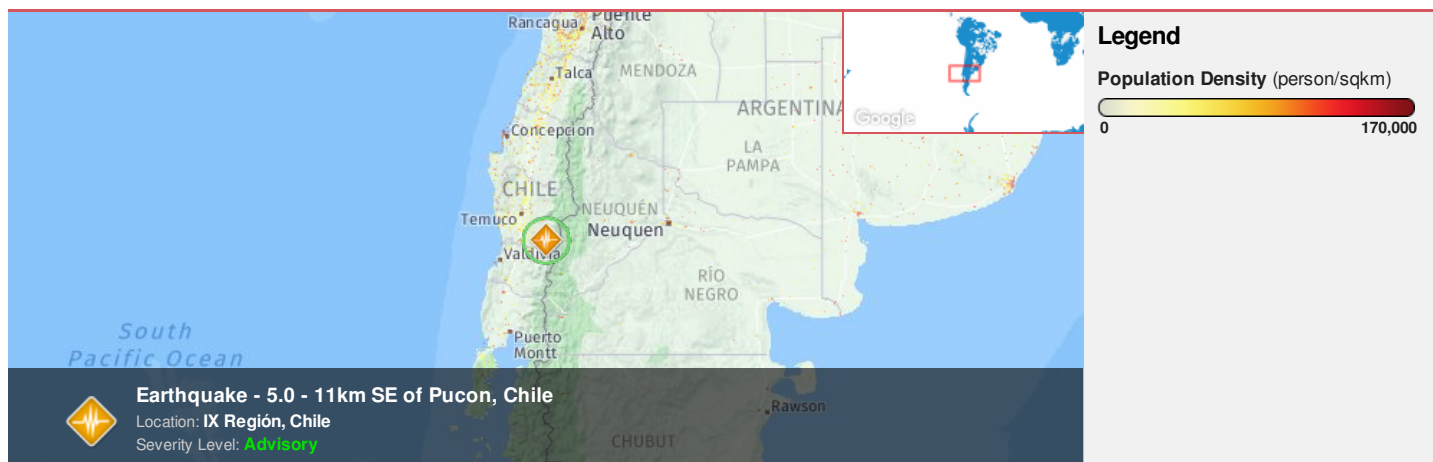 Rancagua
Puente
Alto
Talca
MENDOZA
ARGENTINA
Google
Concepcion
LA
PAMPA
CHILE
NEUQUÉN
Temuco
Neuquen
Valdivia
RÍO
NEGRO
South
Pacific Ocean
Puerto
Montt
Rawson
CHUBUT
Earthquake - 5.0 - 11km SE of Pucon, Chile
Location: IX Región, Chile
Severity Level: Advisory
Legend
Population Density (person/sqkm)
0 170,000